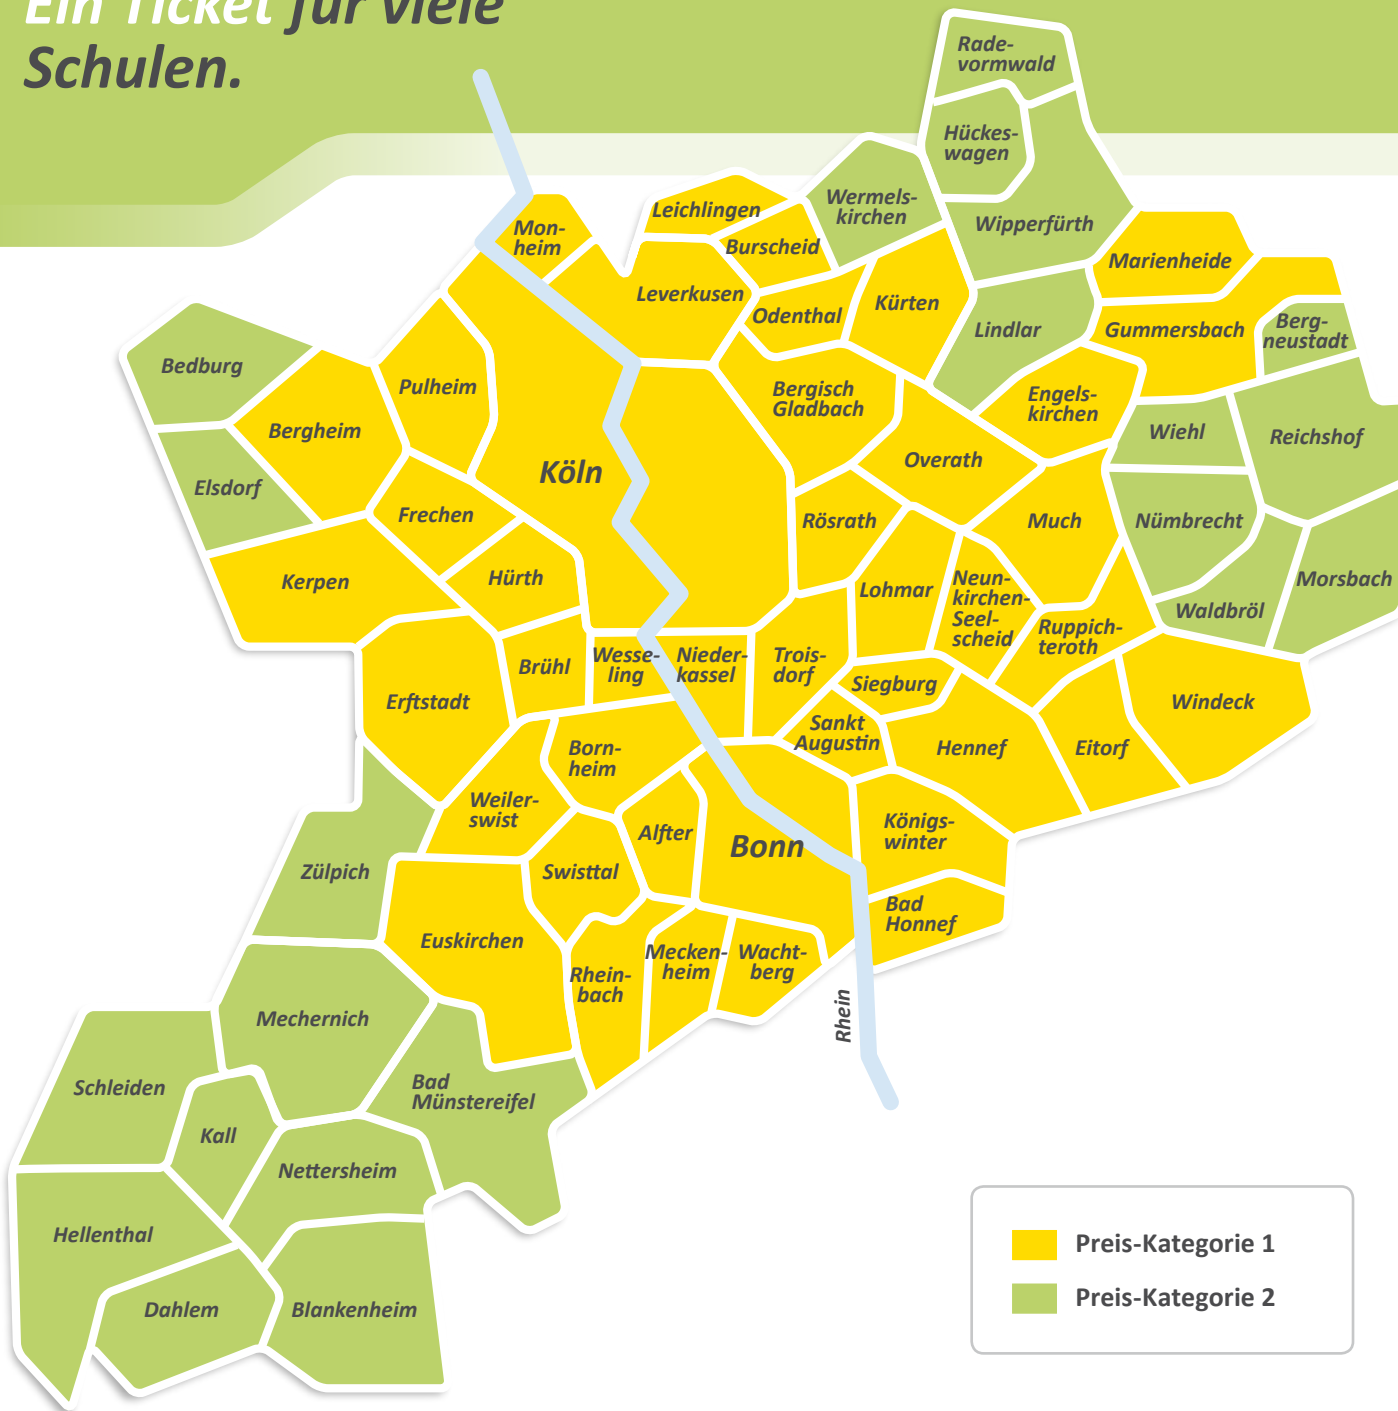 Ein Ticket für viele
Schulen.
Rade-
vormwald
Hückes-
wagen
Wermels-
kirchen
Wipperfürth
Leichlingen
Mon-
heim
Burscheid
Marienheide
Leverkusen
Odenthal
Kürten
Lindlar
Gummersbach
Berg-
neustadt
Bedburg
Pulheim
Bergisch
Gladbach
Engels-
kirchen
Bergheim
Wiehl
Reichshof
Köln
Overath
Elsdorf
Frechen
Rösrath
Much
Nümbrecht
Kerpen
Hürth
Lohmar
Neun-
kirchen-
Seel-
scheid
Morsbach
Waldbröl
Ruppich-
teroth
Brühl
Wesse-
ling
Nieder-
kassel
Trois-
dorf
Siegburg
Erftstadt
Windeck
Sankt
Augustin
Hennef
Eitorf
Born-
heim
Weiler-
swist
Alfter
Bonn
Königs-
winter
Zülpich
Swisttal
Bad
Honnef
Euskirchen
Rhein-
bach
Mecken-
heim
Wacht-
berg
Rhein
Mechernich
Schleiden
Bad
Münstereifel
Kall
Nettersheim
Hellenthal
Dahlem
Blankenheim
Preis-Kategorie 1
Preis-Kategorie 2